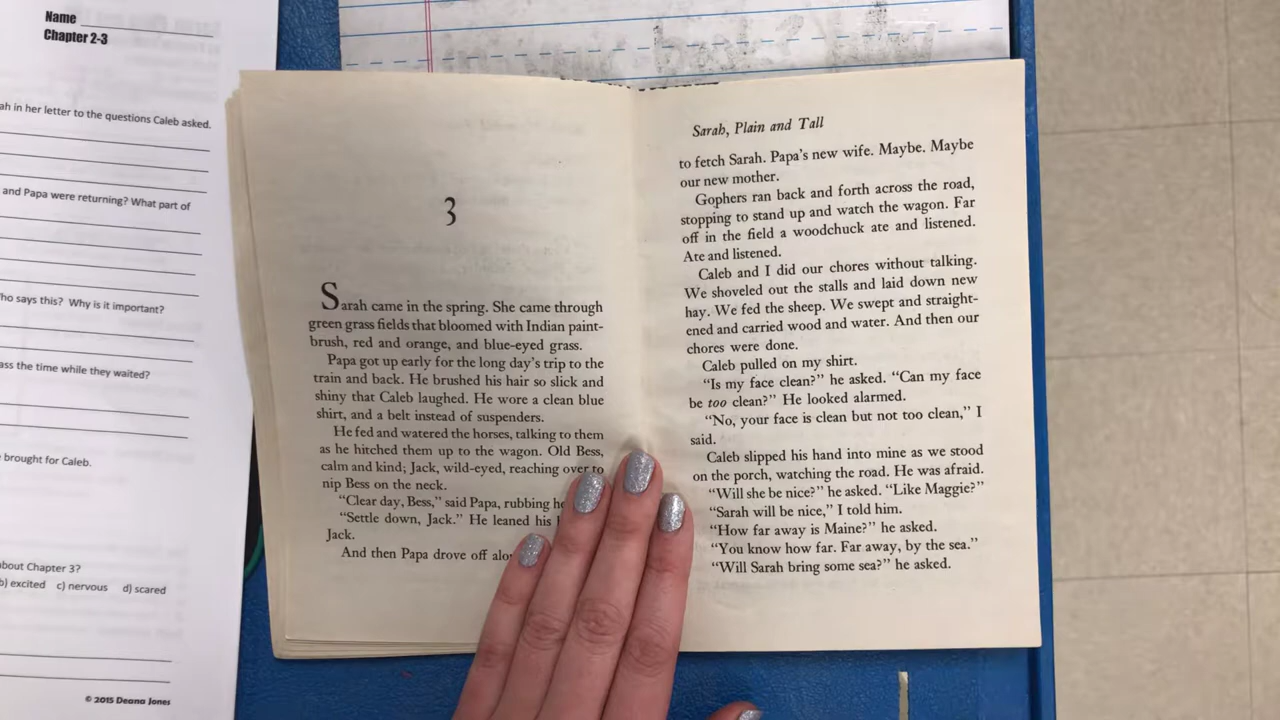 Name
Chapter 2-3
ah in her letter to the questions Caleb asked.
and Papa were returning? What part of
ho says this? Why is it important?
ass the time while they waited?
brought for Caleb.
about Chapter 3?
b) excited c) nervous d) scared
© 2015 Deana Jones
3
Sarah came in the spring. She came through
green grass fields that bloomed with Indian paint-
brush, red and orange, and blue-eyed grass.
Papa got up early for the long day's trip to the
train and back. He brushed his hair so slick and
shiny that Caleb laughed. He wore a clean blue
shirt, and a belt instead of suspenders.
He fed and watered the horses, talking to them
as he hitched them up to the wagon. Old Bess,
calm and kind; Jack, wild-eyed, reaching over to
nip Bess on the neck.
"Clear day, Bess," said Papa, rubbing he
"Settle down, Jack." He leaned his
Jack.
And then Papa drove off alo
Sarah, Plain and Tall
to fetch Sarah. Papa's new wife. Maybe. Maybe
our new mother.
Gophers ran back and forth across the road,
stopping to stand up and watch the wagon. Far
off in the field a woodchuck ate and listened.
Ate and listened.
Caleb and I did our chores without talking.
We shoveled out the stalls and laid down new
hay. We fed the sheep. We swept and straight-
ened and carried wood and water. And then our
chores were done.
Caleb pulled on my shirt.
"Is my face clean?" he asked. "Can my face
be too clean?" He looked alarmed.
"No, your face is clean but not too clean," I
said.
Caleb slipped his hand into mine as we stood
on the porch, watching the road. He was afraid.
"Will she be nice?" he asked. "Like Maggie?"
"Sarah will be nice," I told him.
"How far away is Maine?" he asked.
"You know how far. Far away, by the sea."
"Will Sarah bring some sea?" he asked.